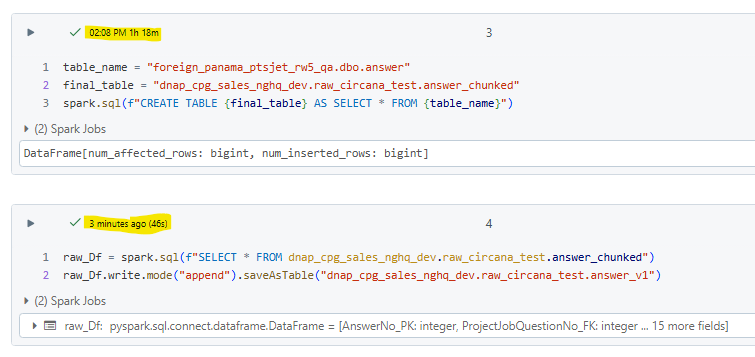 02:08 PM 1h 18m
3
1 table_name = "foreign_panama_ptsjet_rw5_qa.dbo.answer"
2 final_table = "dnap_cpg_sales_nghq_dev.raw_circana_test.answer_chunked"
3 spark.sql(f"CREATE TABLE {final_table} AS SELECT * FROM {table_name}")
(2) Spark Jobs
DataFrame[num_affected_rows: bigint, num_inserted_rows: bigint]
3 minutes ago (46s)
4
1 raw_Df = spark.sql(f"SELECT * FROM dnap_cpg_sales_nghq_dev.raw_circana_test.answer_chunked")
2 raw_Df.write.mode("append").saveAsTable("dnap_cpg_sales_nghq_dev.raw_circana_test.answer_v1")
(2) Spark Jobs
raw_Df: pyspark.sql.connect.dataframe.DataFrame = [AnswerNo_PK: integer, ProjectJobQuestionNo_FK: integer ... 15 more fields]